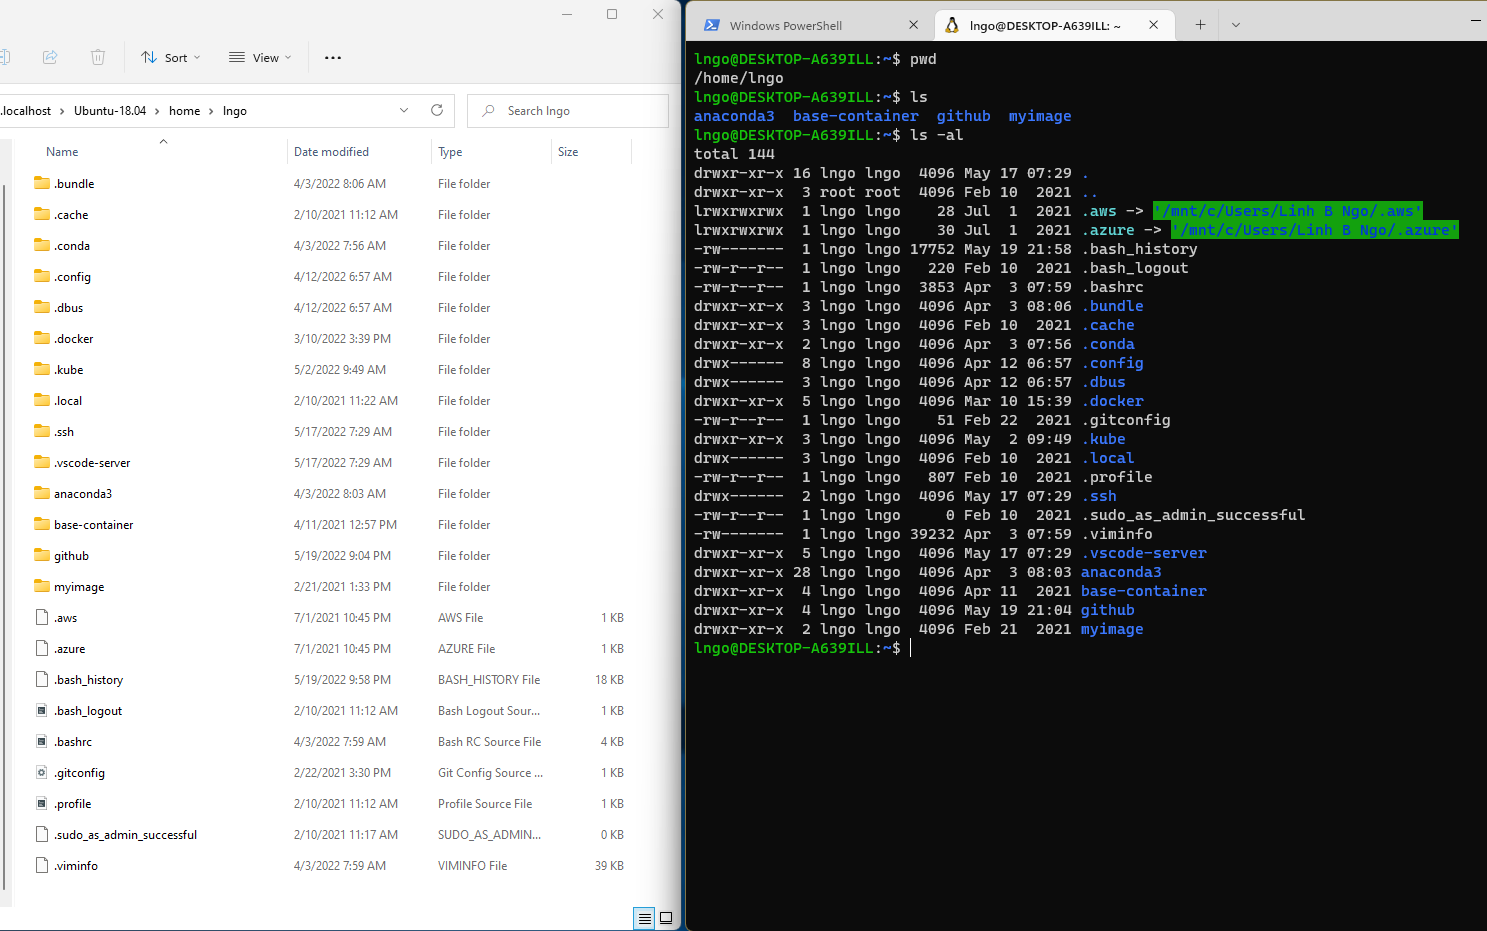 Sort View
.localhost > Ubuntu-18.04 > home > lngo
Search lngo
Name Date modified Type Size
.bundle 4/3/2022 8:06 AM File folder
.cache 2/10/2021 11:12 AM File folder
.conda 4/3/2022 7:56 AM File folder
.config 4/12/2022 6:57 AM File folder
.dbus 4/12/2022 6:57 AM File folder
.docker 3/10/2022 3:39 PM File folder
.kube 5/2/2022 9:49 AM File folder
.local 2/10/2021 11:22 AM File folder
.ssh 5/17/2022 7:29 AM File folder
.vscode-server 5/17/2022 7:29 AM File folder
anaconda3 4/3/2022 8:03 AM File folder
base-container 4/11/2021 12:57 PM File folder
github 5/19/2022 9:04 PM File folder
myimage 2/21/2021 1:33 PM File folder
.aws 7/1/2021 10:45 PM AWS File 1 KB
.azure 7/1/2021 10:45 PM AZURE File 1 KB
.bash_history 5/19/2022 9:58 PM BASH_HISTORY File 18 KB
.bash_logout 2/10/2021 11:12 AM Bash Logout Sour... 1 KB
.bashrc 4/3/2022 7:59 AM Bash RC Source File 4 KB
.gitconfig 2/22/2021 3:30 PM Git Config Source ... 1 KB
.profile 2/10/2021 11:12 AM Profile Source File 1 KB
.sudo_as_admin_successful 2/10/2021 11:17 AM SUDO_AS_ADMIN... 0 KB
.viminfo 4/3/2022 7:59 AM VIMINFO File 39 KB
Windows PowerShell
lngo@DESKTOP-A639ILL: ~
lngo@DESKTOP-A639ILL:~$ pwd
/home/lngo
lngo@DESKTOP-A639ILL:~$ ls
anaconda3 base-container github myimage
lngo@DESKTOP-A639ILL:~$ ls -al
total 144
drwxr-xr-x 16 lngo lngo 4096 May 17 07:29 .
drwxr-xr-x 3 root root 4096 Feb 10 2021 ..
lrwxrwxrwx 1 lngo lngo 28 Jul 1 2021 .aws -> '/mnt/c/Users/Linh B Ngo/.aws'
lrwxrwxrwx 1 lngo lngo 30 Jul 1 2021 .azure -> '/mnt/c/Users/Linh B Ngo/.azure'
-rw------- 1 lngo lngo 17752 May 19 21:58 .bash_history
-rw-r--r-- 1 lngo lngo 220 Feb 10 2021 .bash_logout
-rw-r--r-- 1 lngo lngo 3853 Apr 3 07:59 .bashrc
drwxr-xr-x 3 lngo lngo 4096 Apr 3 08:06 .bundle
drwxr-xr-x 3 lngo lngo 4096 Feb 10 2021 .cache
drwxr-xr-x 2 lngo lngo 4096 Apr 3 07:56 .conda
drwx------ 8 lngo lngo 4096 Apr 12 06:57 .config
drwx------ 3 lngo lngo 4096 Apr 12 06:57 .dbus
drwxr-xr-x 5 lngo lngo 4096 Mar 10 15:39 .docker
-rw-r--r-- 1 lngo lngo 51 Feb 22 2021 .gitconfig
drwxr-xr-x 3 lngo lngo 4096 May 2 09:49 .kube
drwx------ 3 lngo lngo 4096 Feb 10 2021 .local
-rw-r--r-- 1 lngo lngo 807 Feb 10 2021 .profile
drwx------ 2 lngo lngo 4096 May 17 07:29 .ssh
-rw-r--r-- 1 lngo lngo 0 Feb 10 2021 .sudo_as_admin_successful
-rw------- 1 lngo lngo 39232 Apr 3 07:59 .viminfo
drwxr-xr-x 5 lngo lngo 4096 May 17 07:29 .vscode-server
drwxr-xr-x 28 lngo lngo 4096 Apr 3 08:03 anaconda3
drwxr-xr-x 4 lngo lngo 4096 Apr 11 2021 base-container
drwxr-xr-x 4 lngo lngo 4096 May 19 21:04 github
drwxr-xr-x 2 lngo lngo 4096 Feb 21 2021 myimage
lngo@DESKTOP-A639ILL:~$